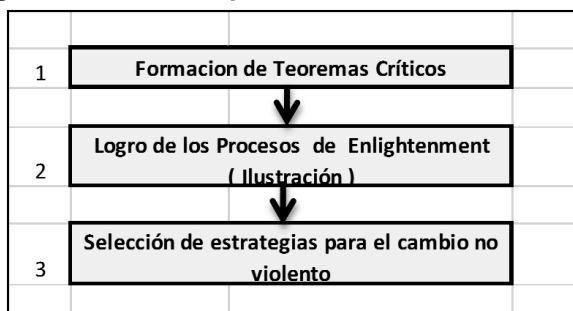 1
Formacion de Teoremas Críticos
2
Logro de los Procesos de Enlightenment
( Ilustración )
3
Selección de estrategias para el cambio no
violento